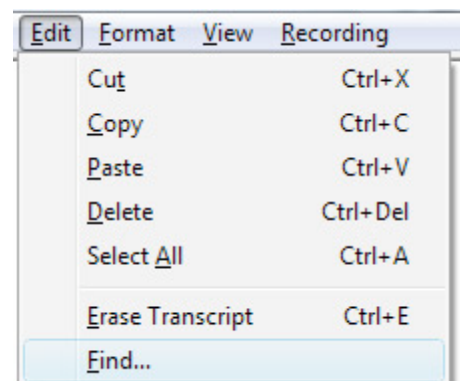 Edit Format View Recording
Cut Ctrl+X
Copy Ctrl+C
Paste Ctrl+V
Delete Ctrl+Del
Select All Ctrl+A
Erase Transcript Ctrl+E
Find...